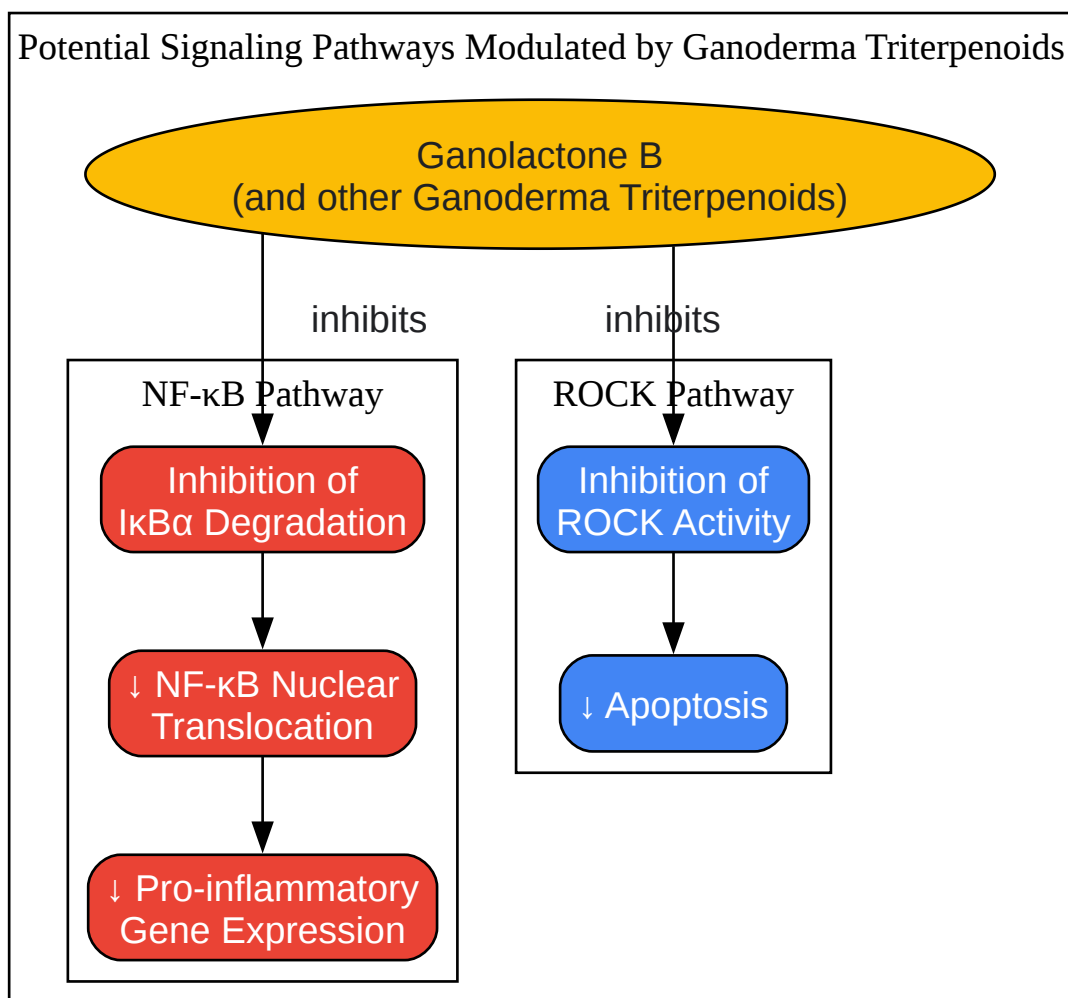 Potential Signaling Pathways Modulated by Ganoderma Triterpenoids
Ganolactone B
(and other Ganoderma Triterpenoids)
inhibits
inhibits
NF-κB Pathway
Inhibition of
IκBα Degradation
↓ NF-κB Nuclear
Translocation
↓ Pro-inflammatory
Gene Expression
ROCK Pathway
Inhibition of
ROCK Activity
↓ Apoptosis